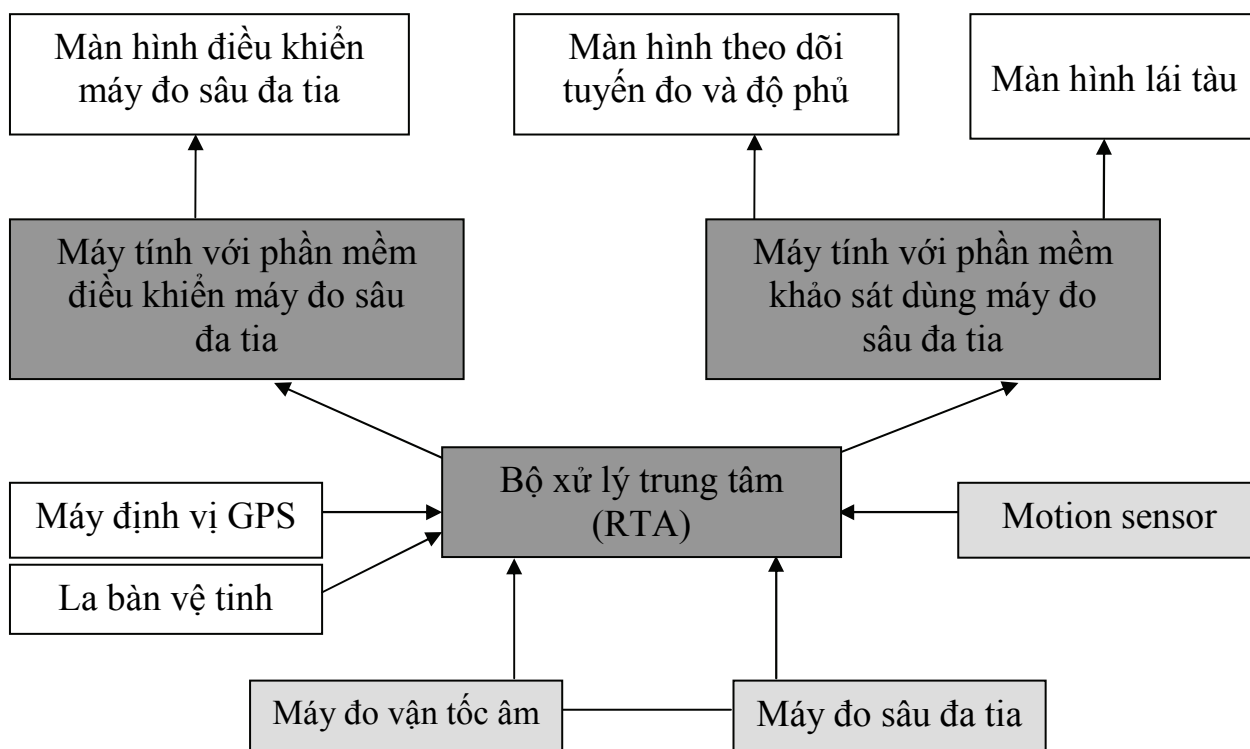 Màn hình điều khiển
máy đo sâu đa tia
Màn hình theo dõi
tuyến đo và độ phủ
Màn hình lái tàu
Máy tính với phần mềm
điều khiển máy đo sâu
đa tia
Máy tính với phần mềm
khảo sát dùng máy đo
sâu đa tia
Bộ xử lý trung tâm
(RTA)
Máy định vị GPS
Motion sensor
La bàn vệ tinh
Máy đo vận tốc âm
Máy đo sâu đa tia